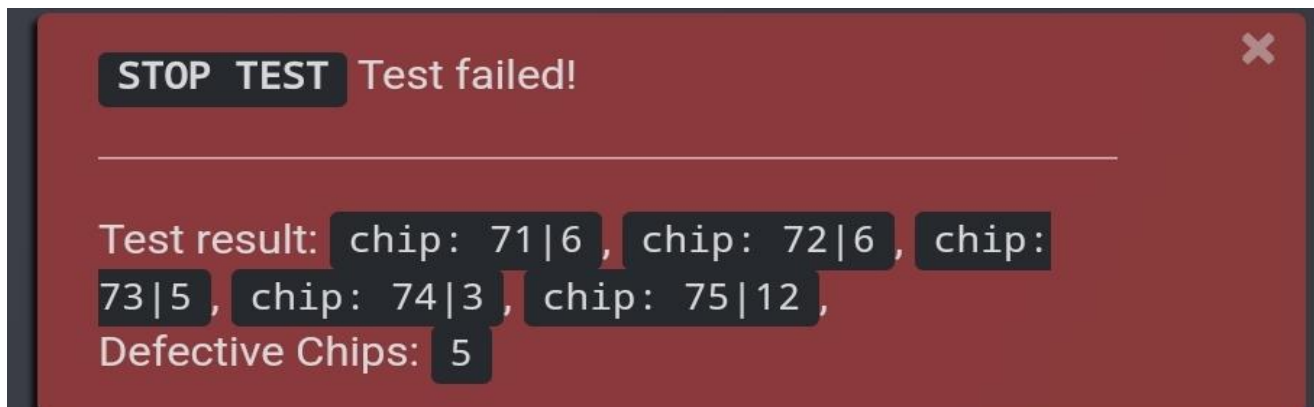 STOP TEST Test failed!
Test result: chip: 71|6 , chip: 72|6 , chip:
73|5 , chip: 74|3 , chip: 75|12 ,
Defective Chips: 5